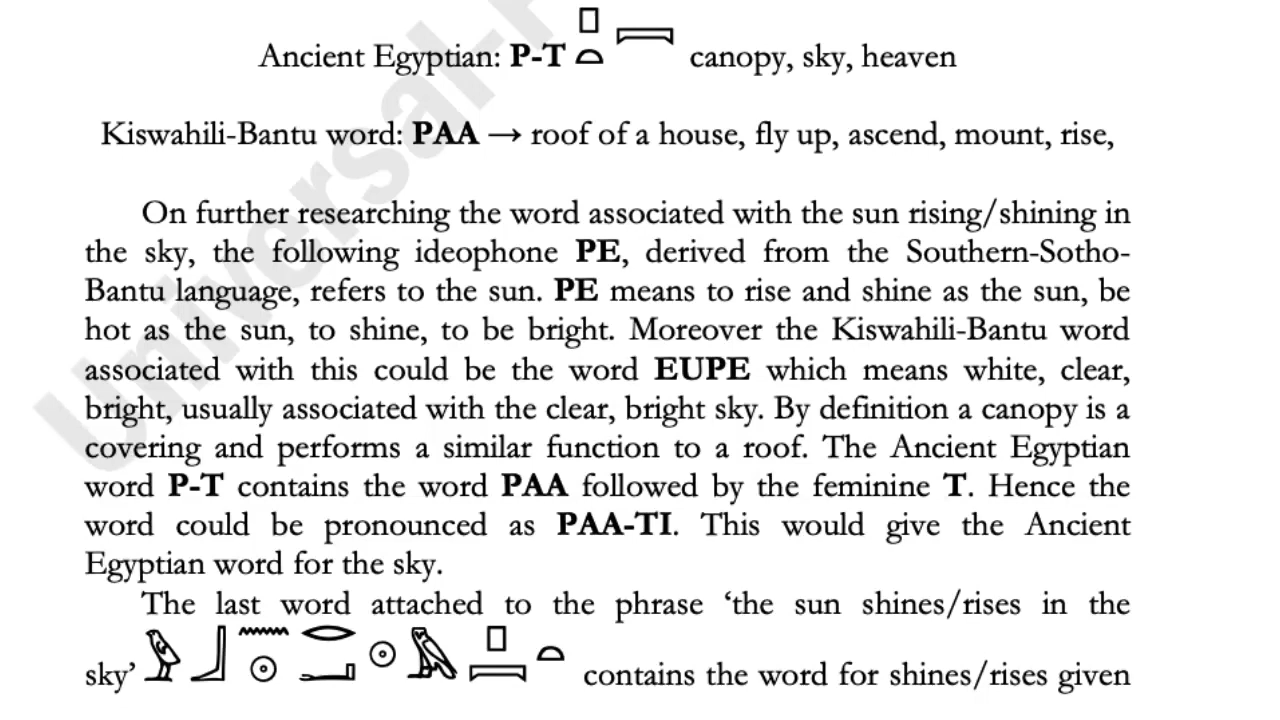 Ancient Egyptian: P-T 𓊪𓏏𓇯 canopy, sky, heaven
Kiswahili-Bantu word: PAA → roof of a house, fly up, ascend, mount, rise,
On further researching the word associated with the sun rising/shining in
the sky, the following ideophone PE, derived from the Southern-Sotho-
Bantu language, refers to the sun. PE means to rise and shine as the sun, be
hot as the sun, to shine, to be bright. Moreover the Kiswahili-Bantu word
associated with this could be the word EUPE which means white, clear,
bright, usually associated with the clear, bright sky. By definition a canopy is a
covering and performs a similar function to a roof. The Ancient Egyptian
word P-T contains the word PAA followed by the feminine T. Hence the
word could be pronounced as PAA-TI. This would give the Ancient
Egyptian word for the sky.
The last word attached to the phrase ‘the sun shines/rises in the
sky’ 𓅱𓃀𓈖𓇳𓂋𓂝𓇳𓅓𓊪𓇯𓏏 contains the word for shines/rises given